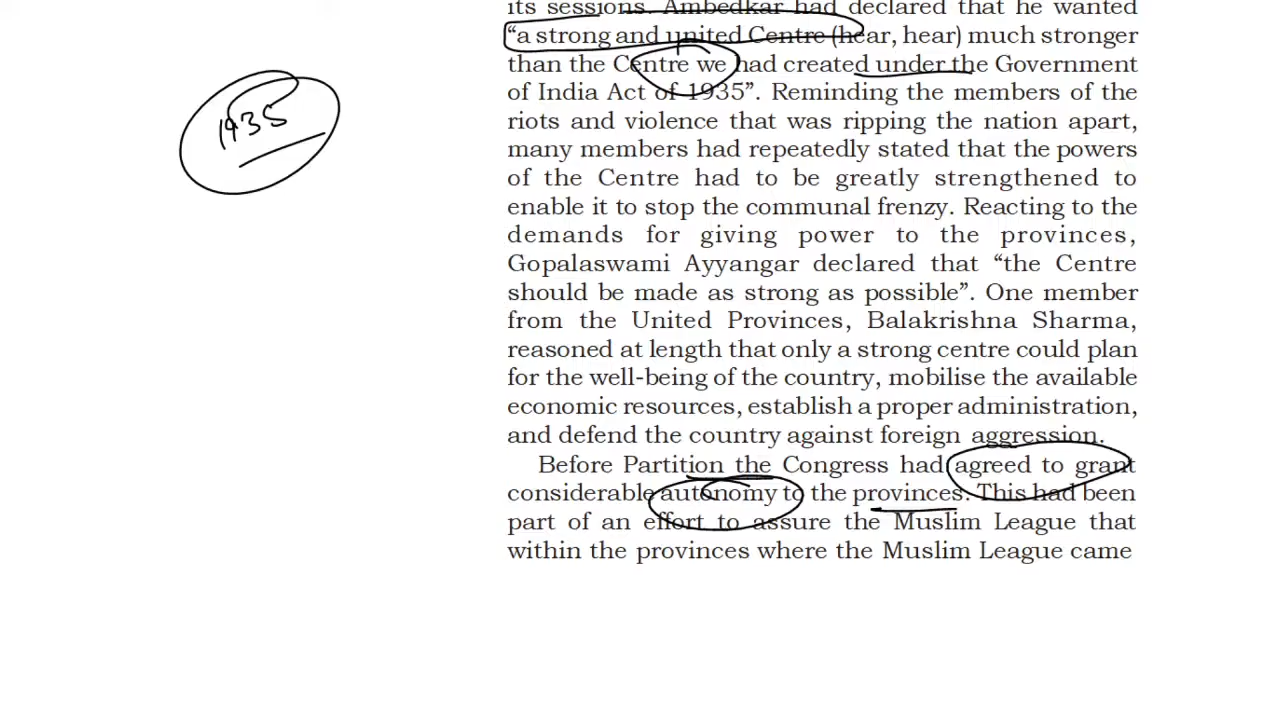 its sessions. Ambedkar had declared that he wanted
“a strong and united Centre (hear, hear) much stronger
than the Centre we had created under the Government
of India Act of 1935”. Reminding the members of the
1935
riots and violence that was ripping the nation apart,
many members had repeatedly stated that the powers
of the Centre had to be greatly strengthened to
enable it to stop the communal frenzy. Reacting to the
demands for giving power to the provinces,
Gopalaswami Ayyangar declared that “the Centre
should be made as strong as possible”. One member
from the United Provinces, Balakrishna Sharma,
reasoned at length that only a strong centre could plan
for the well-being of the country, mobilise the available
economic resources, establish a proper administration,
and defend the country against foreign aggression.
Before Partition the Congress had agreed to grant
considerable autonomy to the provinces. This had been
part of an effort to assure the Muslim League that
within the provinces where the Muslim League came